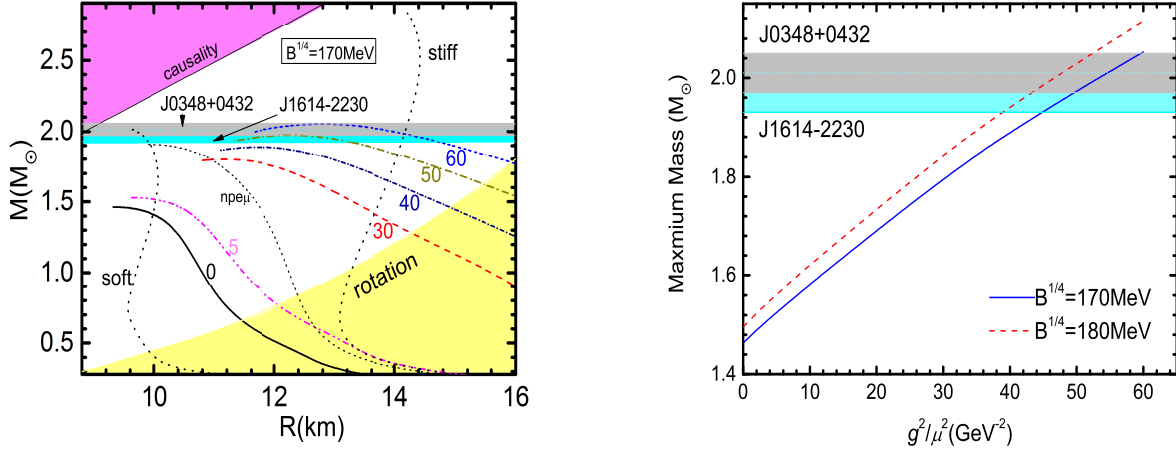 causality
B^1/4=170MeV
stiff
J0348+0432
J1614-2230
60
50
npeμ
40
30
5
0
soft
rotation
2.5
2.0
1.5
1.0
0.5
M(M☉)
10
12
14
16
R(km)
J0348+0432
J1614-2230
B^1/4=170MeV
B^1/4=180MeV
2.0
1.8
1.6
1.4
Maxmium Mass (M☉)
0
10
20
30
40
50
60
g²/μ²(GeV⁻²)